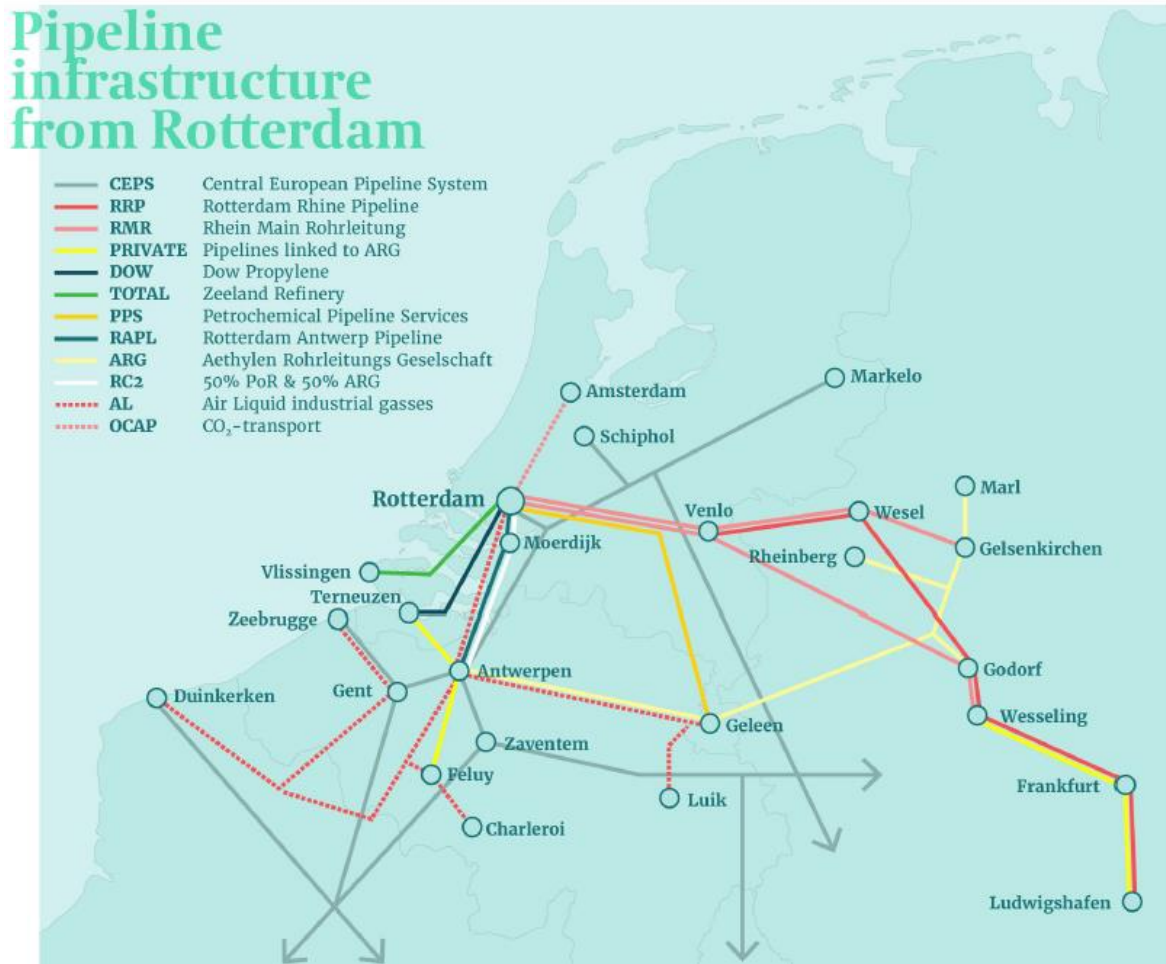 Pipeline
infrastructure
from Rotterdam
CEPS Central European Pipeline System
RRP Rotterdam Rhine Pipeline
RMR Rhein Main Rohrleitung
PRIVATE Pipelines linked to ARG
DOW Dow Propylene
TOTAL Zeeland Refinery
PPS Petrochemical Pipeline Services
RAPL Rotterdam Antwerp Pipeline
ARG Aethylen Rohrleitungs Geselschaft
RC2 50% PoR & 50% ARG
AL Air Liquid industrial gasses
OCAP CO₂-transport
Amsterdam
Markelo
Schiphol
Rotterdam
Marl
Venlo
Wesel
Moerdijk
Gelsenkirchen
Rheinberg
Vlissingen
Terneuzen
Zeebrugge
Antwerpen
Godorf
Duinkerken
Gent
Geleen
Wesseling
Zaventem
Feluy
Frankfurt
Luik
Charleroi
Ludwigshafen